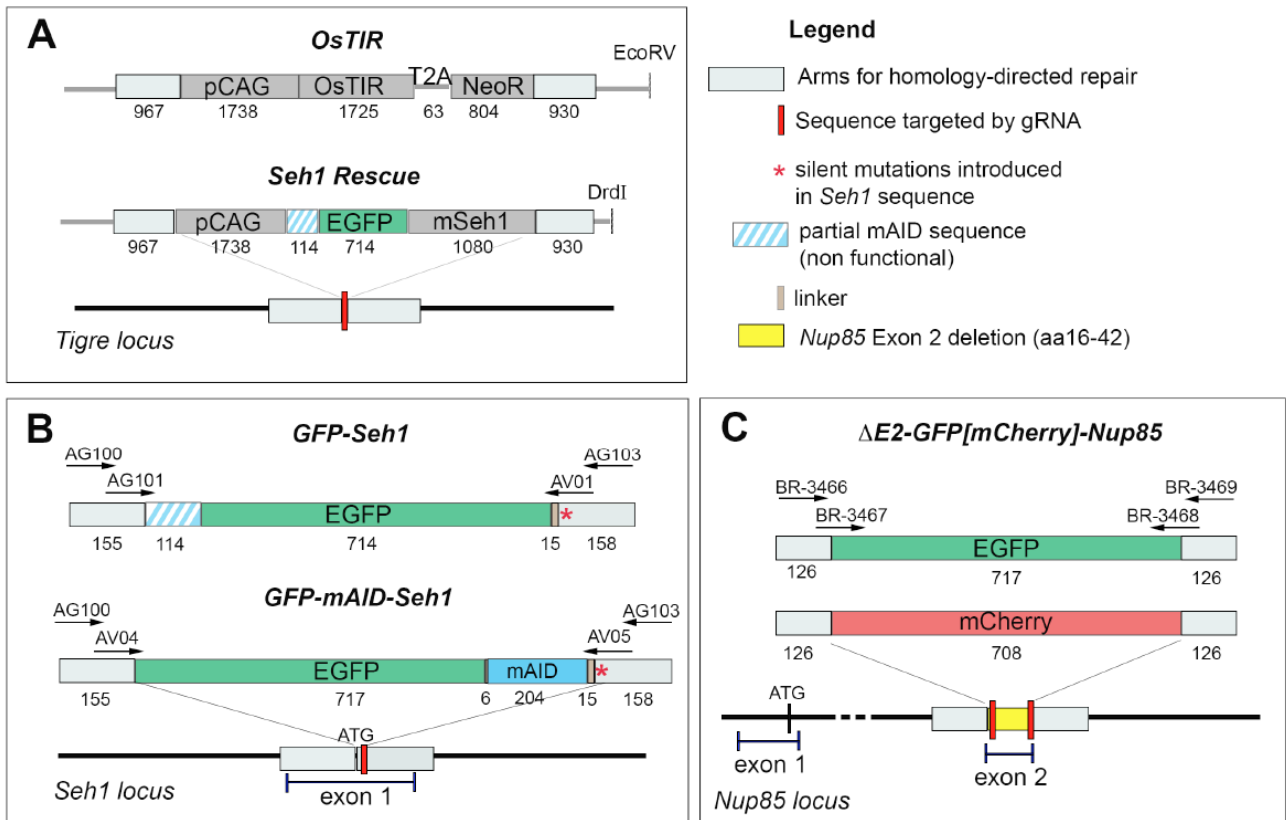 A
OsTIR
EcoRV
pCAG OsTIR T2A NeoR
967 1738 1725 63 804 930
Seh1 Rescue
DrdI
pCAG EGFP mSeh1
967 1738 114 714 1080 930
Tigre locus
Legend
Arms for homology-directed repair
Sequence targeted by gRNA
* silent mutations introduced
in Seh1 sequence
partial mAID sequence
(non functional)
linker
Nup85 Exon 2 deletion (aa16-42)
B
GFP-Seh1
AG100 AG103
AG101 AV01
EGFP *
155 114 714 15 158
GFP-mAID-Seh1
AG100 AG103
AV04 AV05
EGFP mAID *
155 717 6 204 15 158
ATG
exon 1
Seh1 locus
C
ΔE2-GFP[mCherry]-Nup85
BR-3466 BR-3469
BR-3467 BR-3468
EGFP
126 717 126
mCherry
126 708 126
ATG
exon 1 exon 2
Nup85 locus